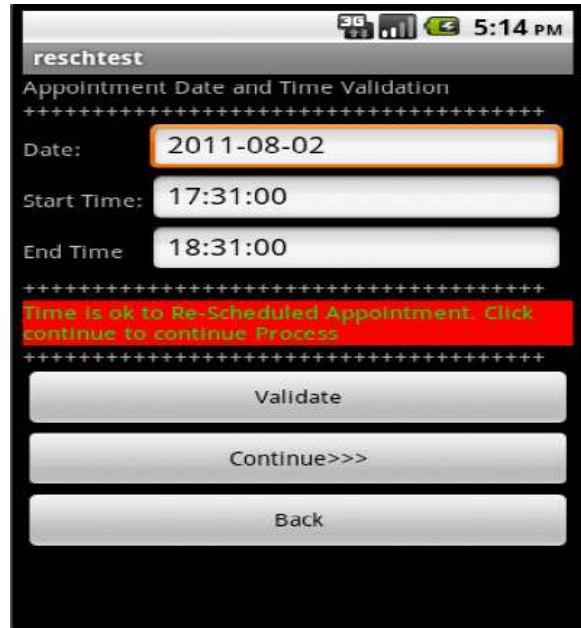 3G 5:14 PM
reschtest
Appointment Date and Time Validation
++++++++++++++++++++++++++++++++++++++
Date: 2011-08-02
Start Time: 17:31:00
End Time 18:31:00
++++++++++++++++++++++++++++++++++++++
Time is ok to Re-Scheduled Appointment. Click
continue to continue Process
++++++++++++++++++++++++++++++++++++++
Validate
Continue>>>
Back